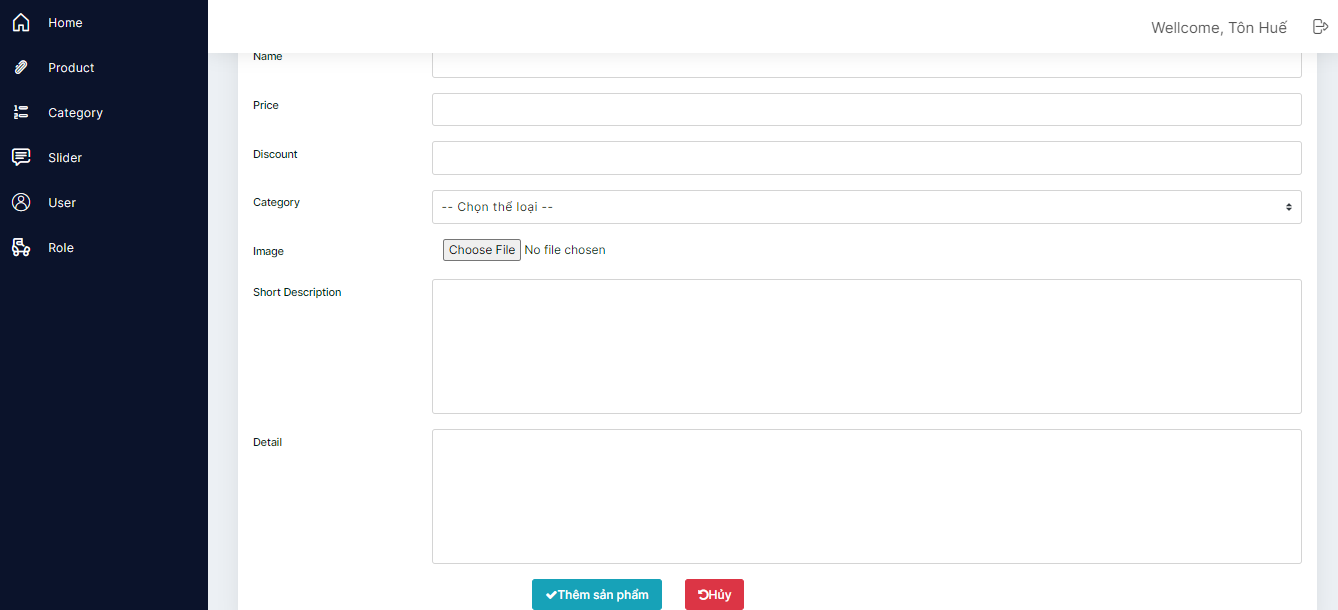 Home
Product
Category
Slider
User
Role
Wellcome, Tôn Huế
Name
Price
Discount
Category
-- Chọn thể loại --
Image
Choose File No file chosen
Short Description
Detail
Thêm sản phẩm
Hủy